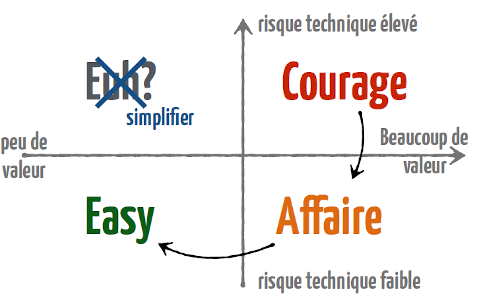 risque technique élevé
Euh?
Courage
simplifier
peu de
valeur
Beaucoup de
valeur
Easy
Affaire
risque technique faible